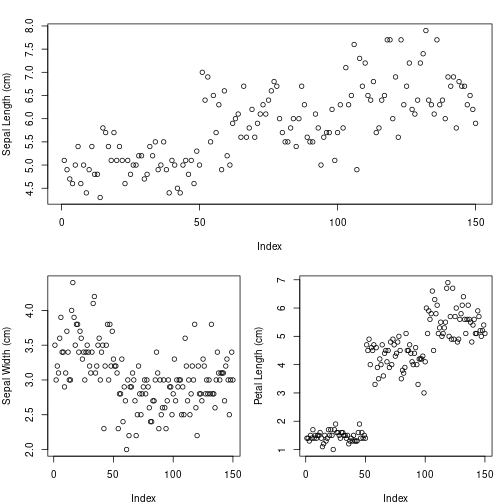 Sepal Length (cm)
8.0
7.5
7.0
6.5
6.0
5.5
5.0
4.5
0 50 100 150
Index
Sepal Width (cm)
4.0
3.5
3.0
2.5
2.0
0 50 100 150
Index
Petal Length (cm)
7
6
5
4
3
2
1
0 50 100 150
Index